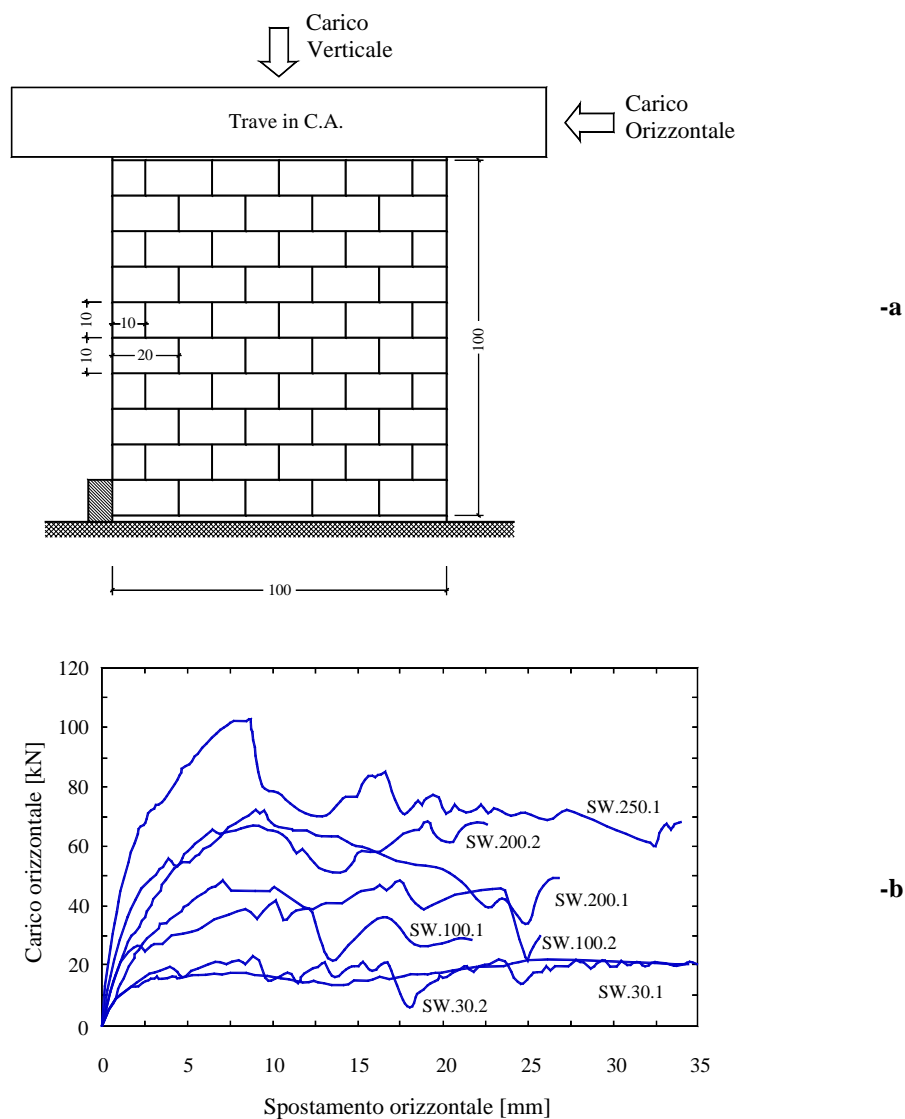 Carico
Verticale
Trave in C.A.
Carico
Orizzontale
10
10
10
20
100
-a
100
120
100
80
60
40
20
0
Carico orizzontale [kN]
SW.250.1
SW.200.2
SW.200.1
SW.100.1
SW.100.2
SW.30.2
SW.30.1
-b
0
5
10
15
20
25
30
35
Spostamento orizzontale [mm]